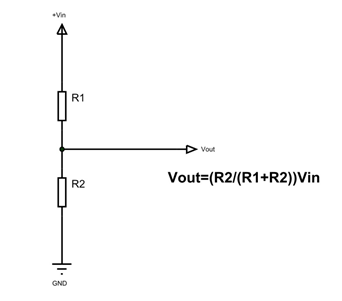 +Vin
R1
Vout
Vout=(R2/(R1+R2))Vin
R2
GND